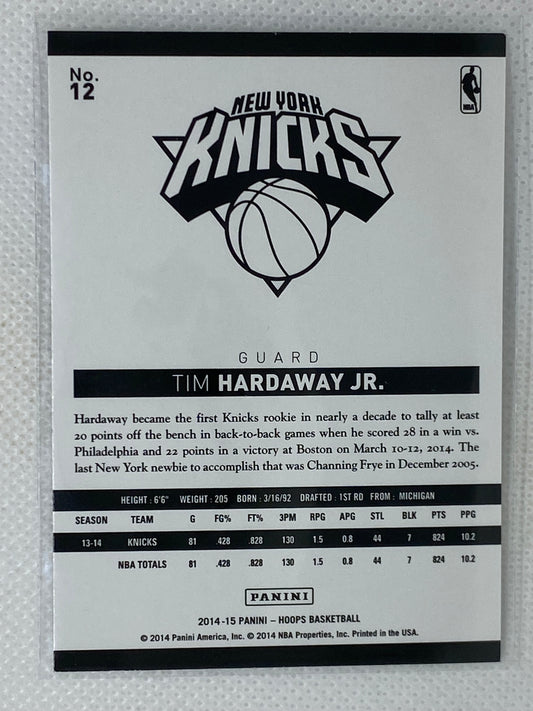 No.
12
NBA
NEW YORK
KNICKS
GUARD
TIM HARDAWAY JR.
Hardaway became the first Knicks rookie in nearly a decade to tally at least
20 points off the bench in back-to-back games when he scored 28 in a win vs.
Philadelphia and 22 points in a victory at Boston on March 10-12, 2014. The
last New York newbie to accomplish that was Channing Frye in December 2005.
HEIGHT: 6'6" WEIGHT: 205 BORN: 3/16/92 DRAFTED: 1ST RD FROM: MICHIGAN
SEASON TEAM G FG% FT% 3PM RPG APG STL BLK PTS PPG
13-14 KNICKS 81 .428 .828 130 1.5 0.8 44 7 824 10.2
NBA TOTALS 81 .428 .828 130 1.5 0.8 44 7 824 10.2
PANINI
2014-15 PANINI – HOOPS BASKETBALL
© 2014 Panini America, Inc. © 2014 NBA Properties, Inc. Printed in the USA.